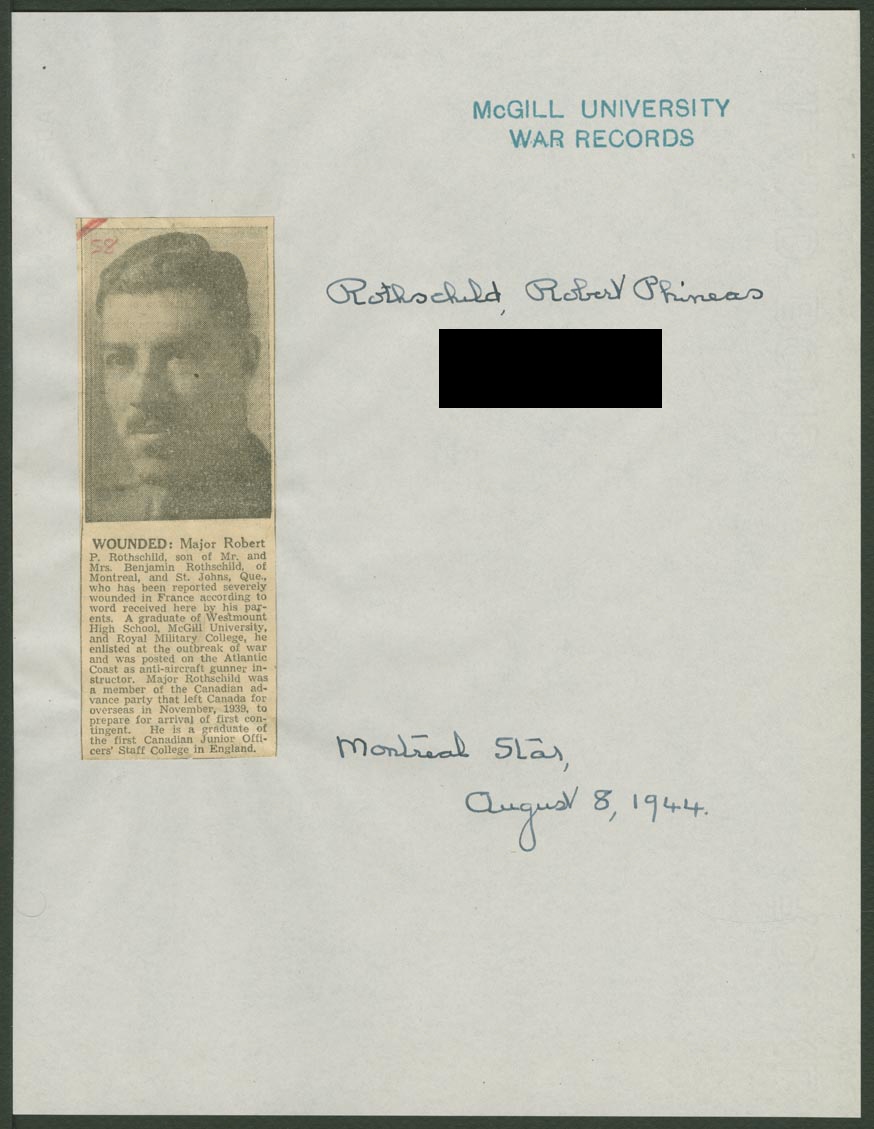 McGILL UNIVERSITY
WAR RECORDS
58
Rothschild, Robert Phineas
WOUNDED: Major Robert
P. Rothschild, son of Mr. and
Mrs. Benjamin Rothschild, of
Montreal, and St. Johns, Que.,
who has been reported severely
wounded in France according to
word received here by his par-
ents. A graduate of Westmount
High School, McGill University,
and Royal Military College, he
enlisted at the outbreak of war
and was posted on the Atlantic
Coast as anti-aircraft gunner in-
structor. Major Rothschild was
a member of the Canadian ad-
vance party that left Canada for
overseas in November, 1939, to
prepare for arrival of first con-
tingent. He is a graduate of
the first Canadian Junior Offi-
cers' Staff College in England.
Montreal Star,
August 8, 1944.